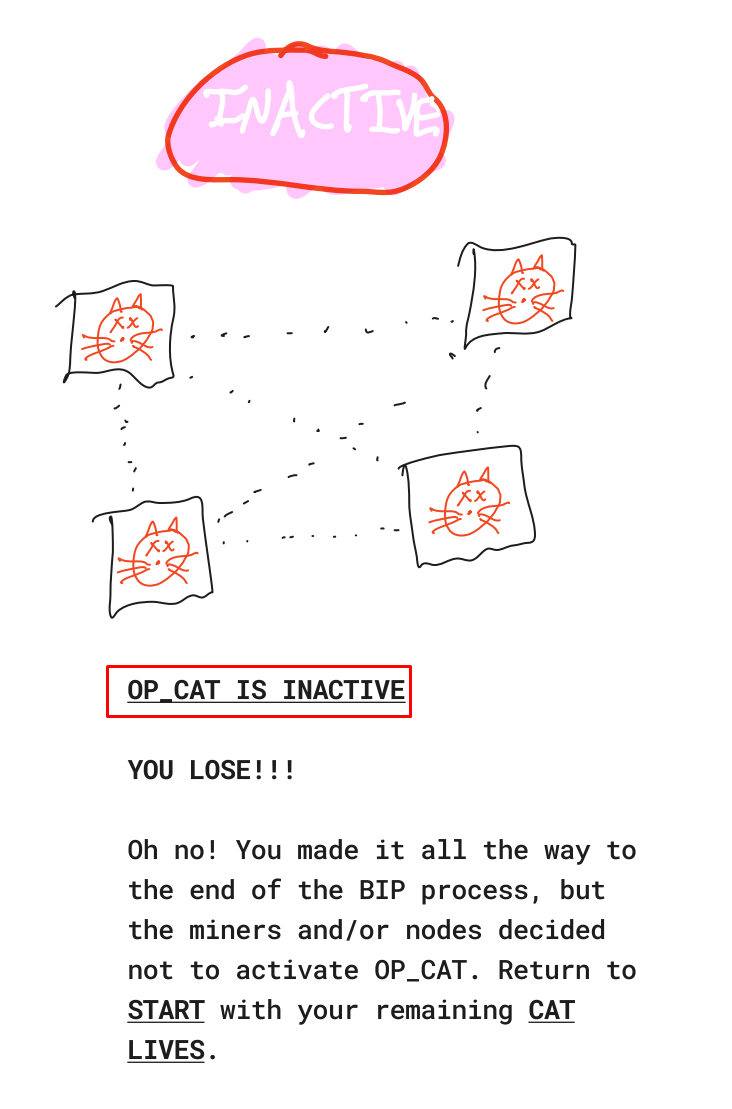 INACTIVE
OP_CAT IS INACTIVE
YOU LOSE!!!
Oh no! You made it all the way to
the end of the BIP process, but
the miners and/or nodes decided
not to activate OP_CAT. Return to
START with your remaining CAT
LIVES.